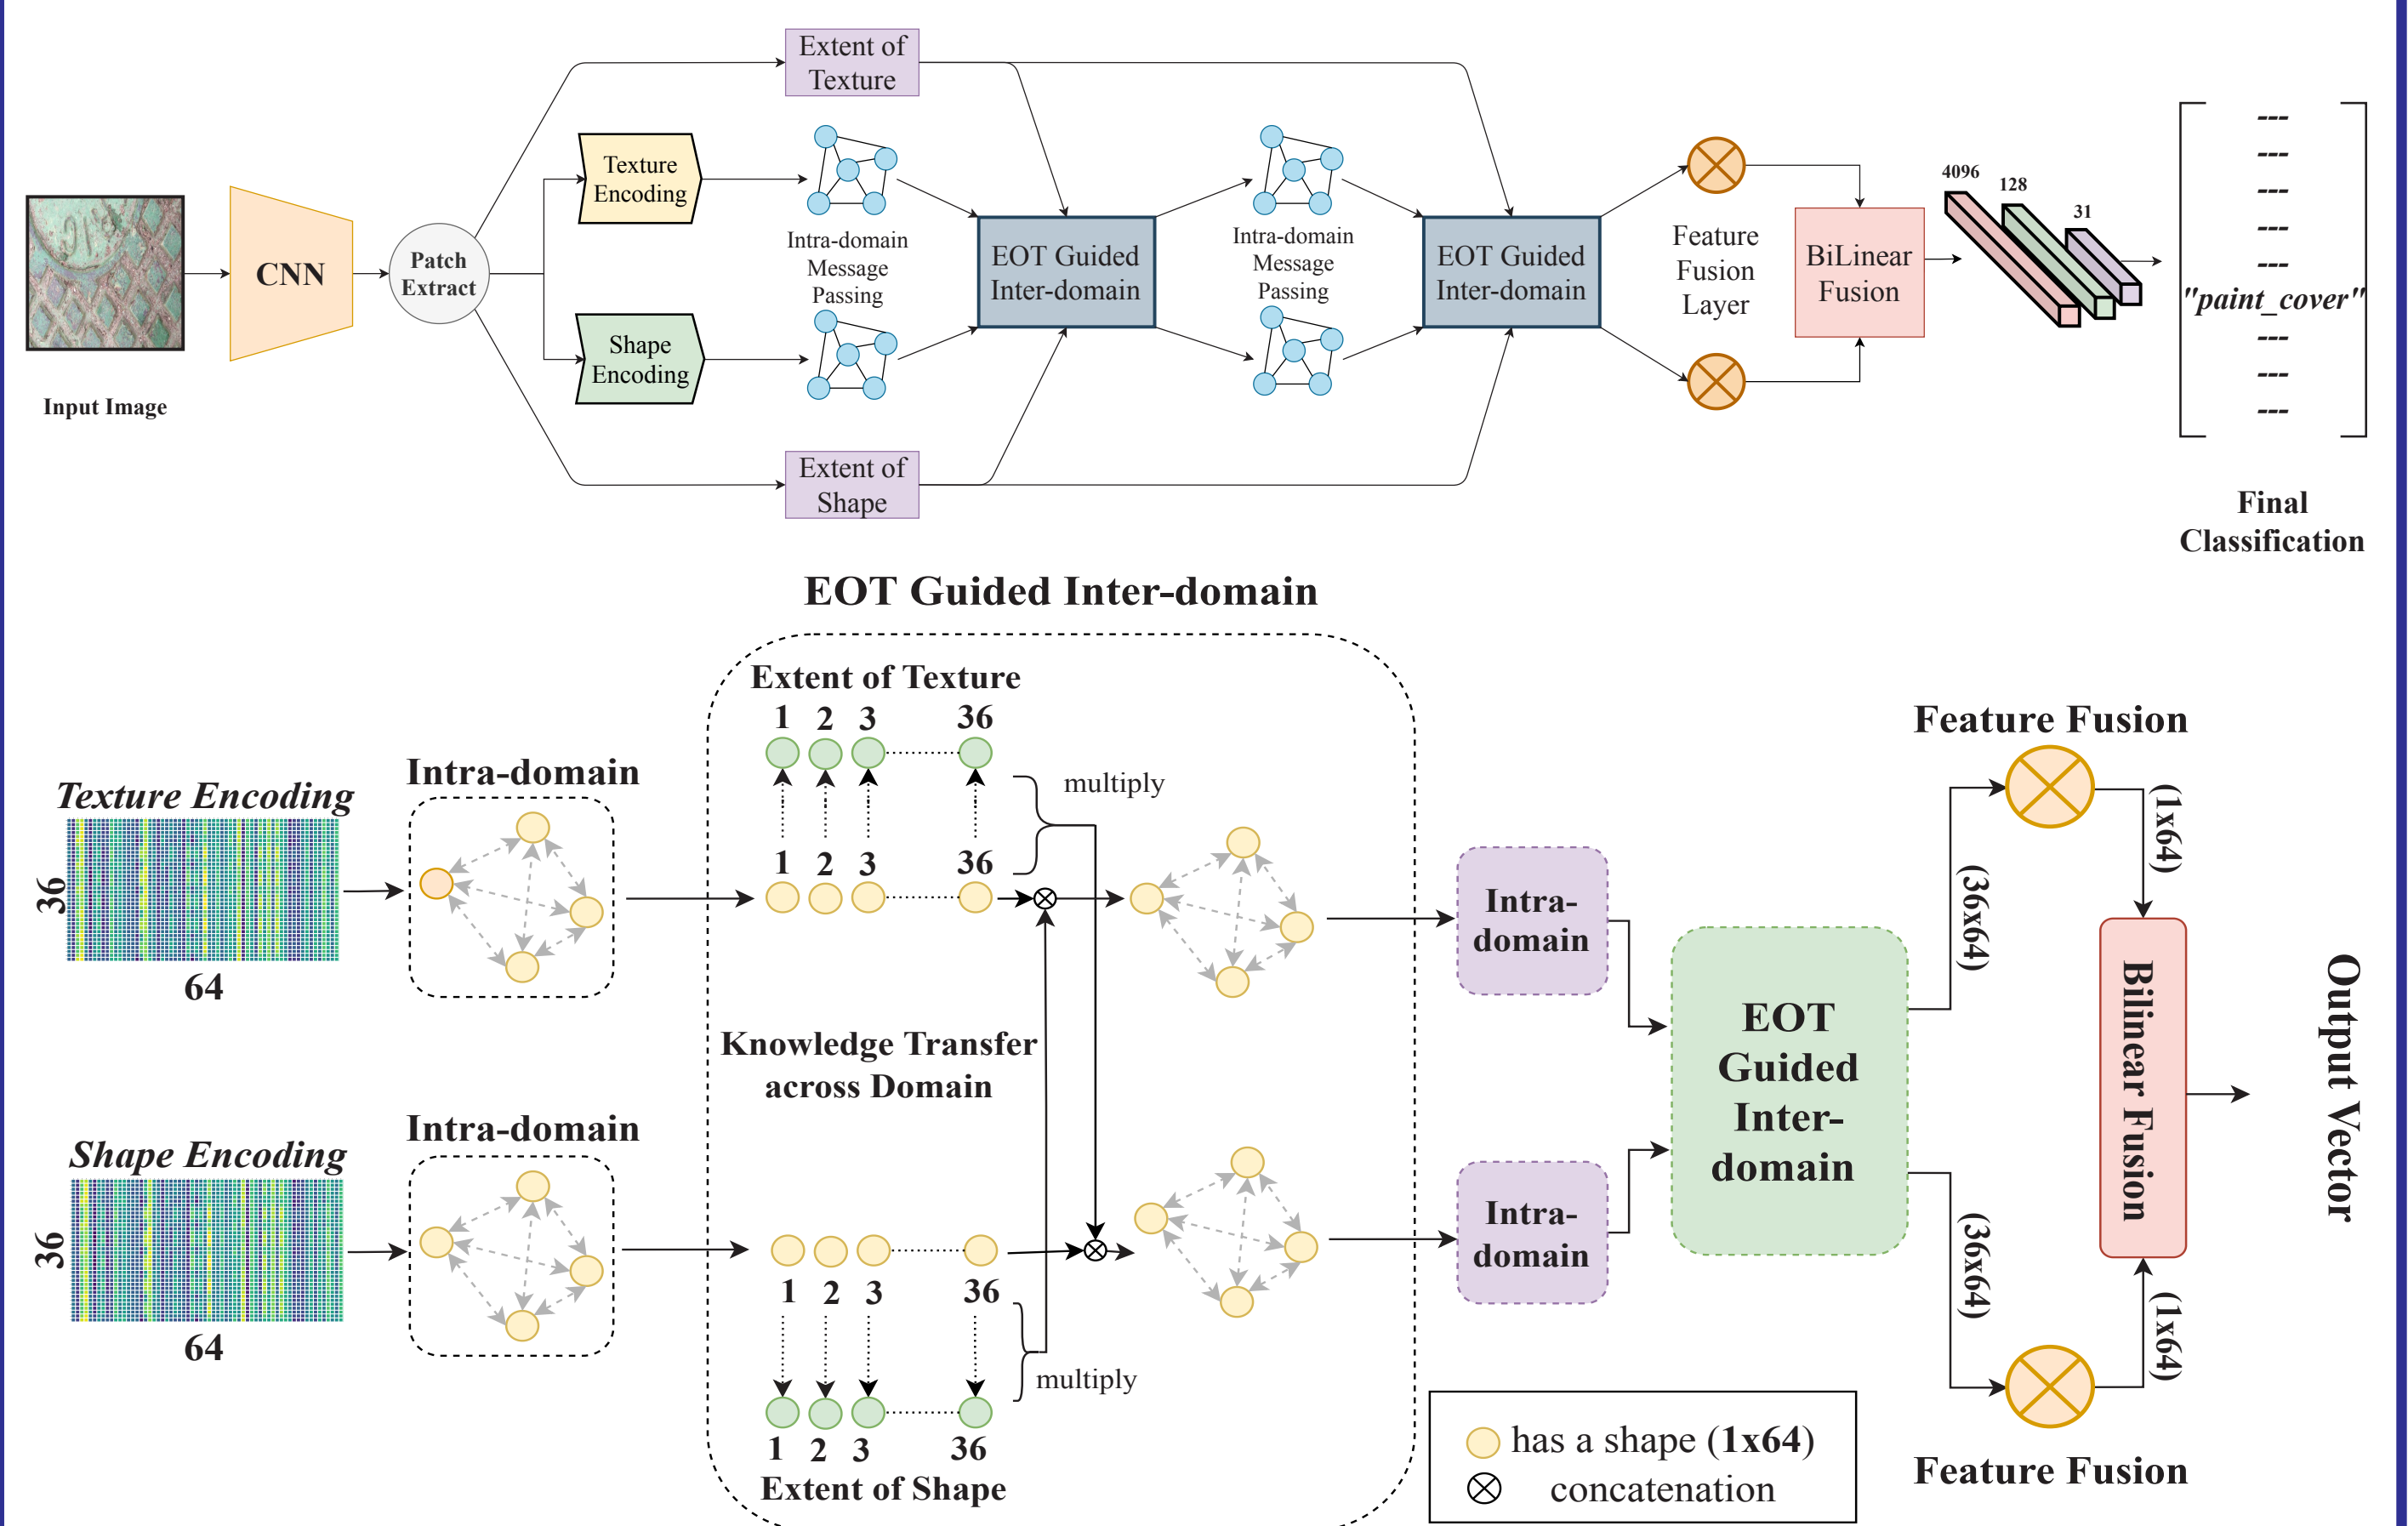 Extent of
Texture
Texture
Encoding
Intra-domain
Message
Passing
Shape
Encoding
Extent of
Shape
Input Image
CNN
Patch
Extract
EOT Guided
Inter-domain
Intra-domain
Message
Passing
EOT Guided
Inter-domain
Feature
Fusion
Layer
BiLinear
Fusion
4096
128
31
---
---
---
---
---
"paint_cover"
---
---
---
Final
Classification
EOT Guided Inter-domain
Extent of Texture
1 2 3 36
multiply
1 2 3 36
Texture Encoding
36
64
Intra-domain
Knowledge Transfer
across Domain
Shape Encoding
36
64
Intra-domain
1 2 3 36
multiply
1 2 3 36
Extent of Shape
Intra-
domain
Intra-
domain
EOT
Guided
Inter-
domain
Feature Fusion
(36x64)
(1x64)
Bilinear Fusion
Output Vector
(36x64)
(1x64)
Feature Fusion
has a shape (1x64)
concatenation